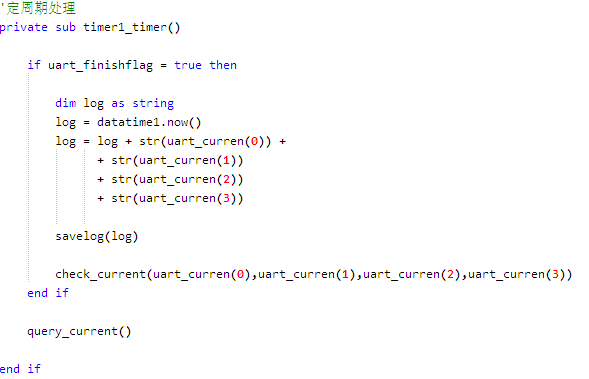 '定周期处理
private sub timer1_timer()
if uart_finishflag = true then
dim log as string
log = datatime1.now()
log = log + str(uart_curren(0)) +
+ str(uart_curren(1))
+ str(uart_curren(2))
+ str(uart_curren(3))
savelog(log)
check_current(uart_curren(0),uart_curren(1),uart_curren(2),uart_curren(3))
end if
query_current()
end if